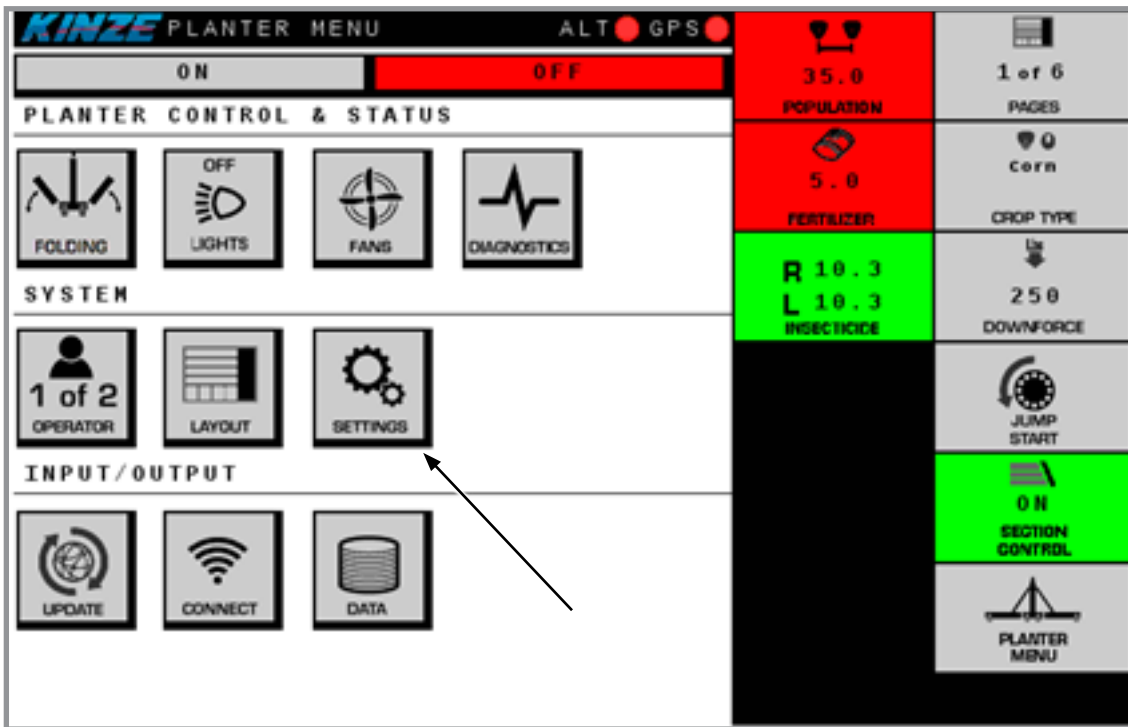 KINZE PLANTER MENU ALT GPS
ON OFF
PLANTER CONTROL & STATUS
FOLDING
OFF
LIGHTS
FANS
DIAGNOSTICS
SYSTEM
1 of 2
OPERATOR
LAYOUT
SETTINGS
INPUT/OUTPUT
UPDATE
CONNECT
DATA
35.0
POPULATION
5.0
FERTILIZER
R 10.3
L 10.3
INSECTICIDE
1 of 6
PAGES
Corn
CROP TYPE
250
DOWNFORCE
JUMP
START
ON
SECTION
CONTROL
PLANTER
MENU